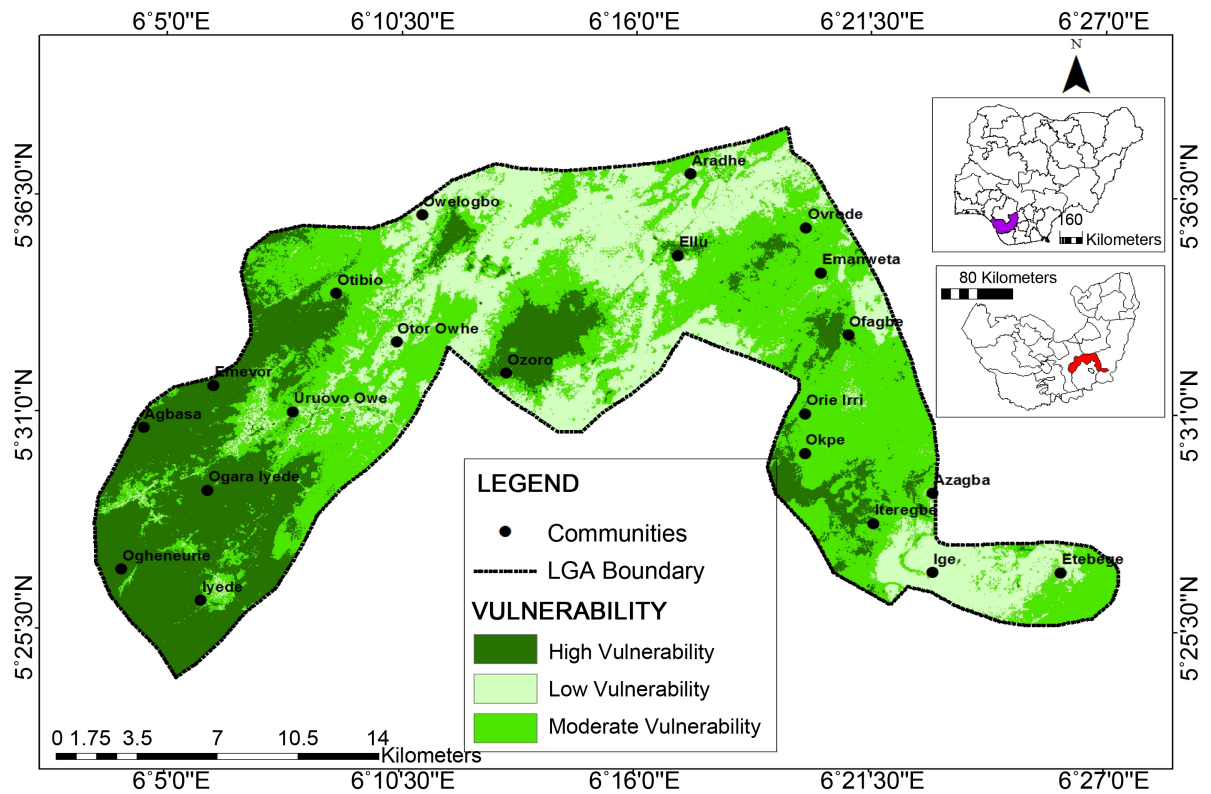 6°5'0"E 6°10'30"E 6°16'0"E 6°21'30"E 6°27'0"E
N
5°36'30"N
5°36'30"N
160
Kilometers
Aradhe
Owelogbo
Ovrode
Ellu
Emanweta
80 Kilometers
Otibio
Otor Owhe
Ofagbe
Ozoro
Emevor
Uruovo Owe
Orie Irri
Agbasa
5°31'0"N
5°31'0"N
Okpe
Ogara Iyede
Azagba
Iteregbe
Ogheneurie
Iyede
Ige
Etebege
5°25'30"N
5°25'30"N
LEGEND
Communities
LGA Boundary
VULNERABILITY
High Vulnerability
Low Vulnerability
Moderate Vulnerability
0 1.75 3.5 7 10.5 14
Kilometers
6°5'0"E 6°10'30"E 6°16'0"E 6°21'30"E 6°27'0"E